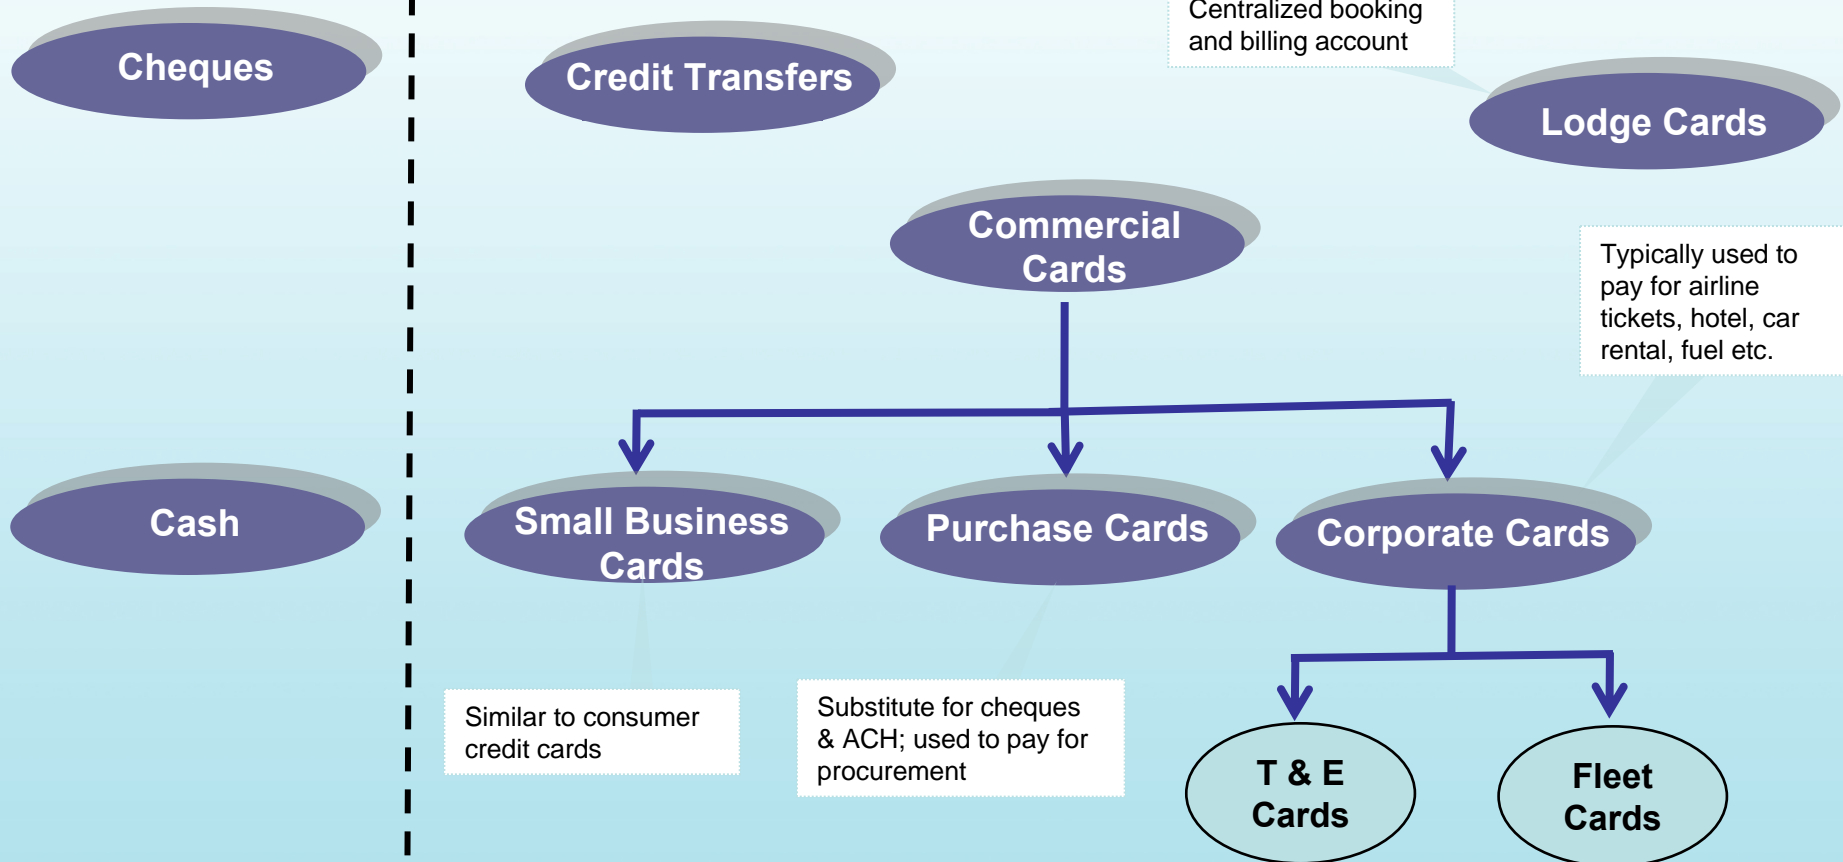 Centralized booking
and billing account
Cheques
Credit Transfers
Lodge Cards
Commercial
Cards
Typically used to
pay for airline
tickets, hotel, car
rental, fuel etc.
Cash
Small Business
Cards
Purchase Cards
Corporate Cards
Similar to consumer
credit cards
Substitute for cheques
& ACH; used to pay for
procurement
T & E
Cards
Fleet
Cards